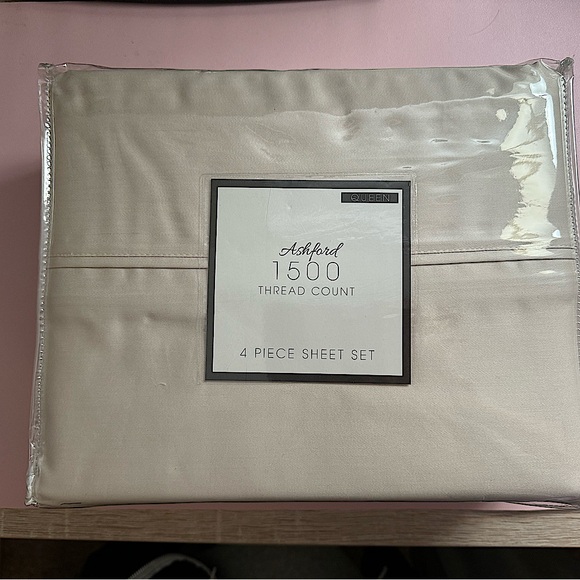 QUEEN
Ashford
1500
THREAD COUNT
4 PIECE SHEET SET